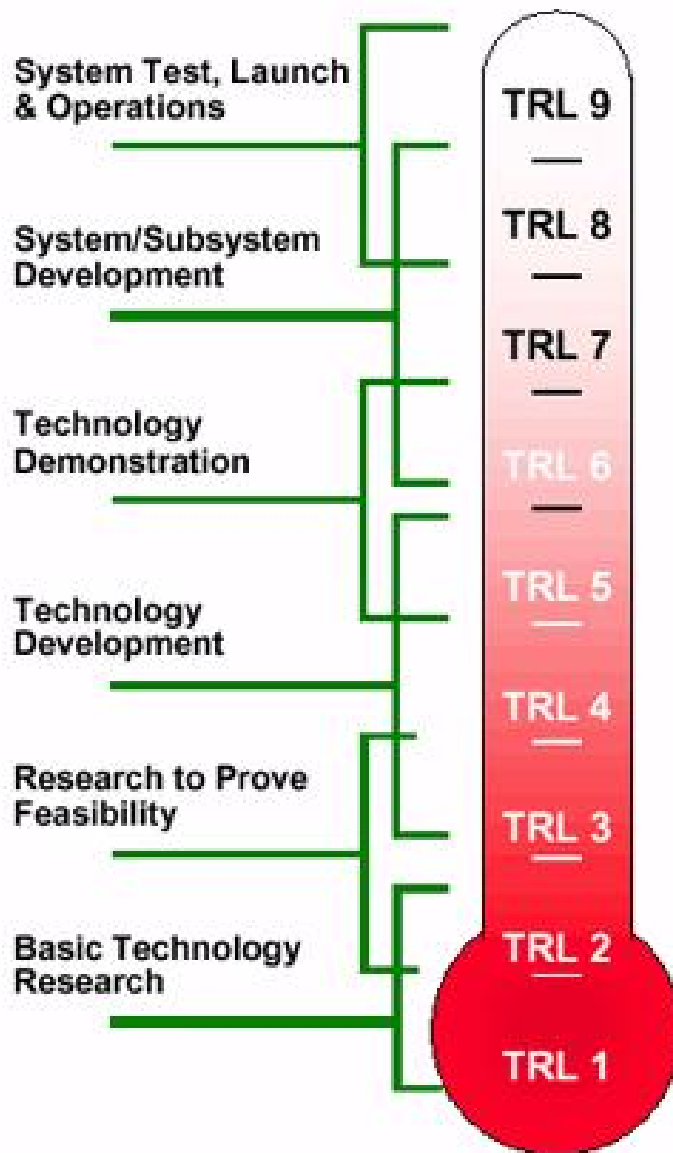 System Test, Launch
& Operations
System/Subsystem
Development
Technology
Demonstration
Technology
Development
Research to Prove
Feasibility
Basic Technology
Research
TRL 9
TRL 8
TRL 7
TRL 6
TRL 5
TRL 4
TRL 3
TRL 2
TRL 1